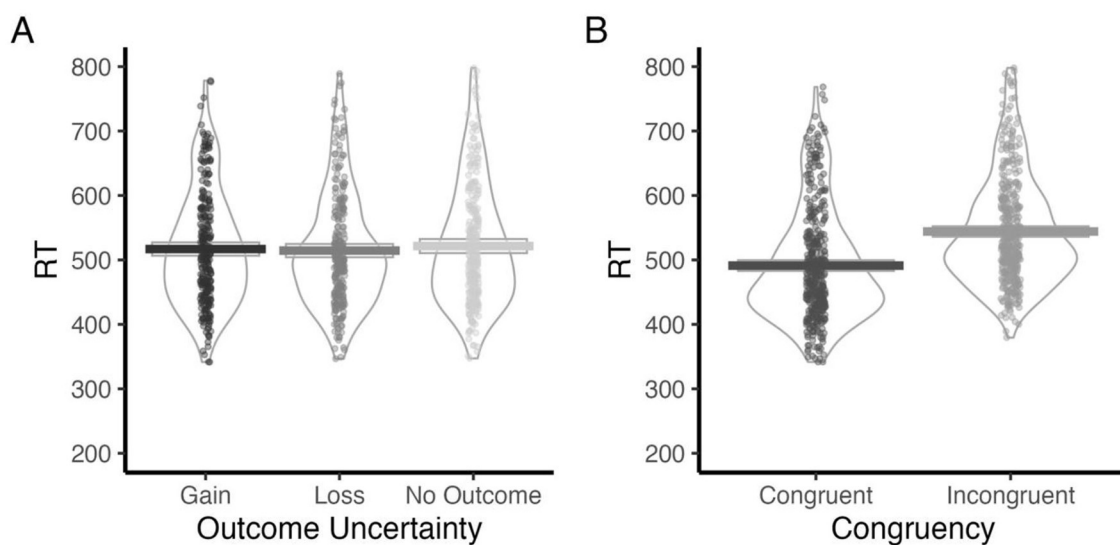 A
RT
800
700
600
500
400
300
200
Gain Loss No Outcome
Outcome Uncertainty
B
RT
800
700
600
500
400
300
200
Congruent Incongruent
Congruency